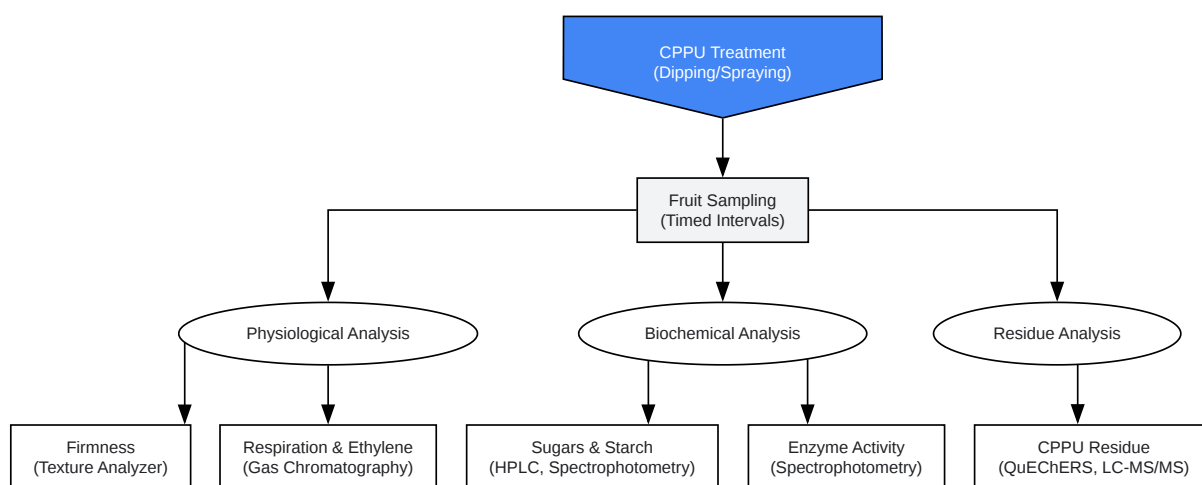 CPPU Treatment
(Dipping/Spraying)
Fruit Sampling
(Timed Intervals)
Physiological Analysis
Biochemical Analysis
Residue Analysis
Firmness
(Texture Analyzer)
Respiration & Ethylene
(Gas Chromatography)
Sugars & Starch
(HPLC, Spectrophotometry)
Enzyme Activity
(Spectrophotometry)
CPPU Residue
(QuEChERS, LC-MS/MS)